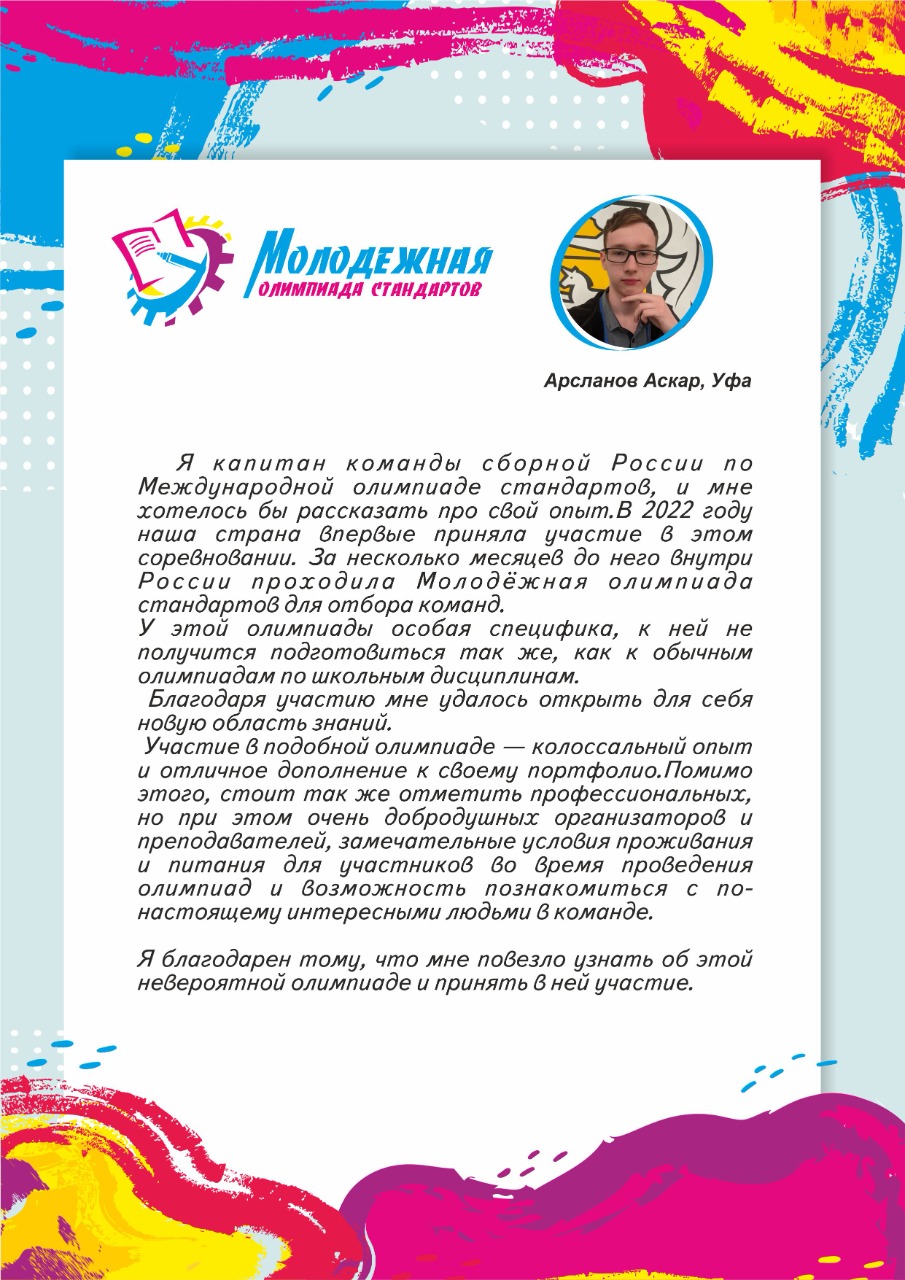 Молодежная
олимпиада стандартов
Арсланов Аскар, Уфа
Я капитан команды сборной России по
Международной олимпиаде стандартов, и мне
хотелось бы рассказать про свой опыт.В 2022 году
наша страна впервые приняла участие в этом
соревновании. За несколько месяцев до него внутри
России проходила Молодёжная олимпиада
стандартов для отбора команд.
У этой олимпиады особая специфика, к ней не
получится подготовиться так же, как к обычным
олимпиадам по школьным дисциплинам.
Благодаря участию мне удалось открыть для себя
новую область знаний.
Участие в подобной олимпиаде — колоссальный опыт
и отличное дополнение к своему портфолио.Помимо
этого, стоит так же отметить профессиональных,
но при этом очень добродушных организаторов и
преподавателей, замечательные условия проживания
и питания для участников во время проведения
олимпиад и возможность познакомиться с по-
настоящему интересными людьми в команде.
Я благодарен тому, что мне повезло узнать об этой
невероятной олимпиаде и принять в ней участие.